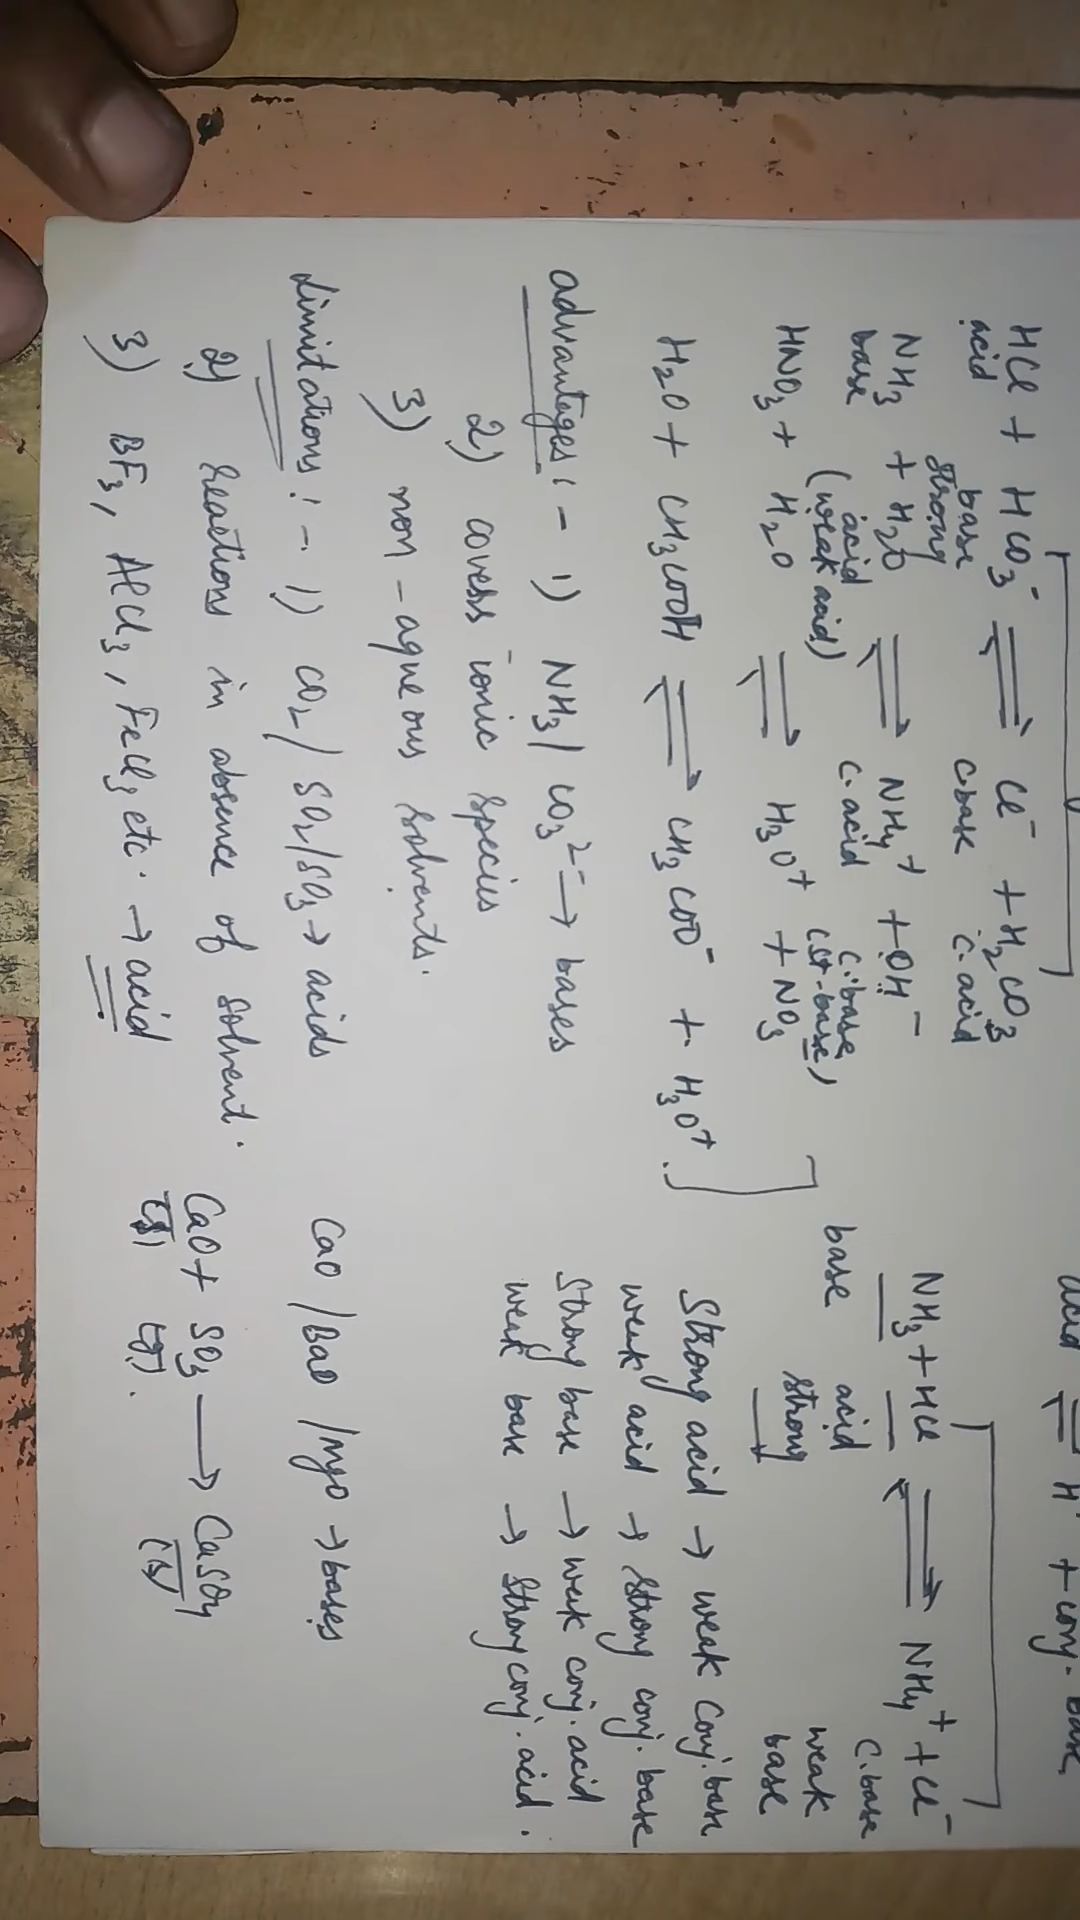 acid ⇌ H⁺ + conj. base
HCl + HCO₃⁻ ⇌ Cl⁻ + H₂CO₃
acid base c.base c.acid
strong
NH₃ + H₂O ⇌ NH₄⁺ + OH⁻
base acid c.acid c.base
(weak acid) (st. base)
HNO₃ + H₂O ⇌ H₃O⁺ + NO₃
H₂O + CH₃COOH ⇌ CH₃COO⁻ + H₃O⁺
NH₃ + HCl ⇌ NH₄⁺ + Cl⁻
base acid c.base
strong weak
base
Strong acid → weak conj. base
weak acid → strong conj. base
Strong base → weak conj. acid
weak base → strong conj. acid.
advantages :- 1) NH₃ / CO₃²⁻ → bases
2) covers ionic species
3) non-aqueous solvents.
Limitations :- 1) CO₂ / SO₂ / SO₃ → acids CaO / BaO / MgO → bases
2) reactions in absence of solvent. CaO + SO₃ → CaSO₄
(s) (g). (s)
3) BF₃, AlCl₃, FeCl₃ etc. → acid